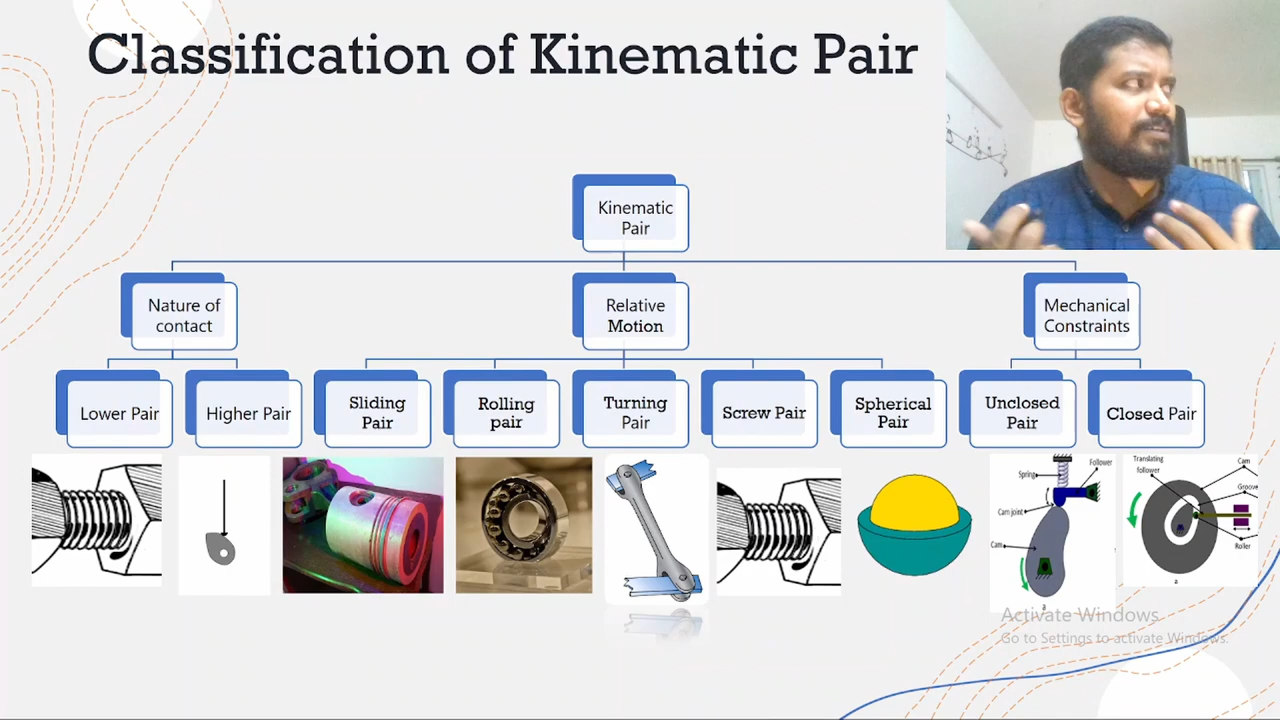 Classification of Kinematic Pair
Kinematic
Pair
Nature of
contact
Relative
Motion
Mechanical
Constraints
Lower Pair
Higher Pair
Sliding
Pair
Rolling
pair
Turning
Pair
Screw Pair
Spherical
Pair
Unclosed
Pair
Closed Pair
Spring
Follower
Cam joint
Cam
a
Translating
follower
Cam
Groove
Roller
a
Activate Windows
Go to Settings to activate Windows.